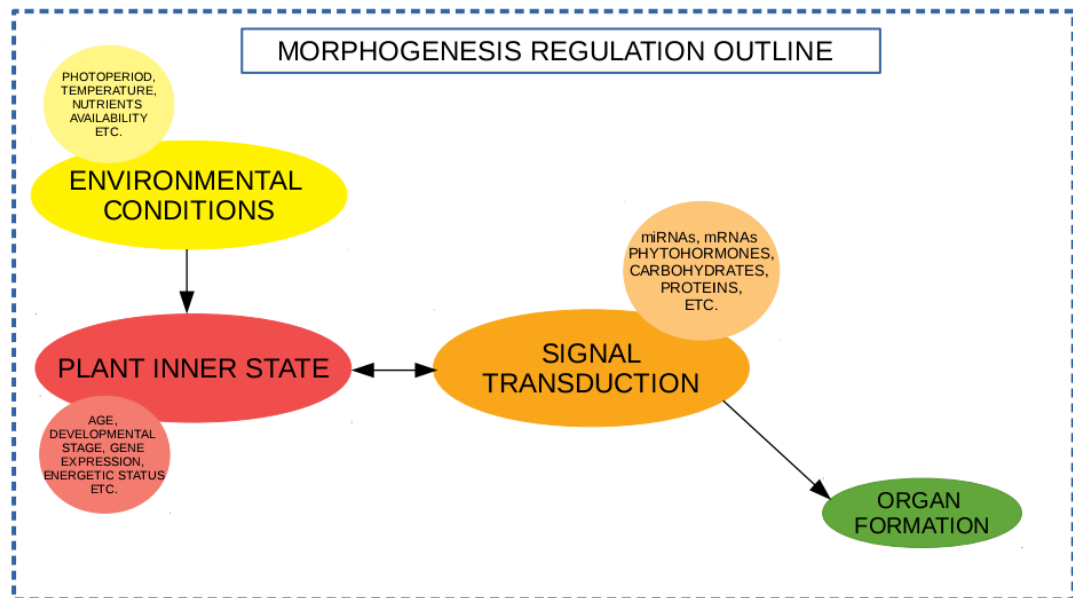 MORPHOGENESIS REGULATION OUTLINE
PHOTOPERIOD,
TEMPERATURE,
NUTRIENTS
AVAILABILITY
ETC.
ENVIRONMENTAL
CONDITIONS
miRNAs, mRNAs
PHYTOHORMONES,
CARBOHYDRATES,
PROTEINS,
ETC.
PLANT INNER STATE
SIGNAL
TRANSDUCTION
AGE,
DEVELOPMENTAL
STAGE, GENE
EXPRESSION,
ENERGETIC STATUS
ETC.
ORGAN
FORMATION